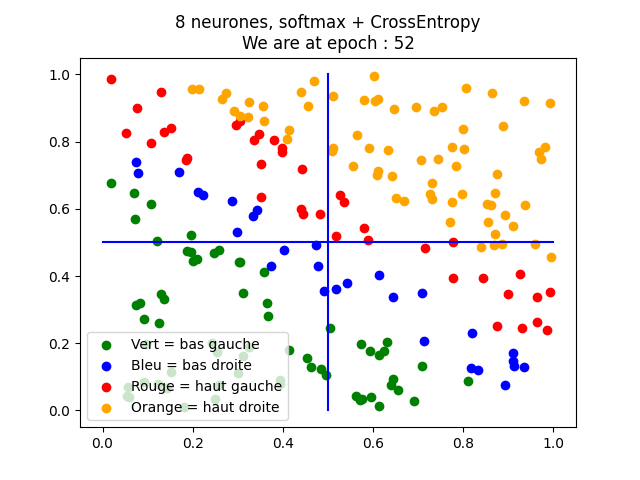 8 neurones, softmax + CrossEntropy
We are at epoch : 52
1.0
0.8
0.6
0.4
0.2
0.0
Vert = bas gauche
Bleu = bas droite
Rouge = haut gauche
Orange = haut droite
0.0 0.2 0.4 0.6 0.8 1.0